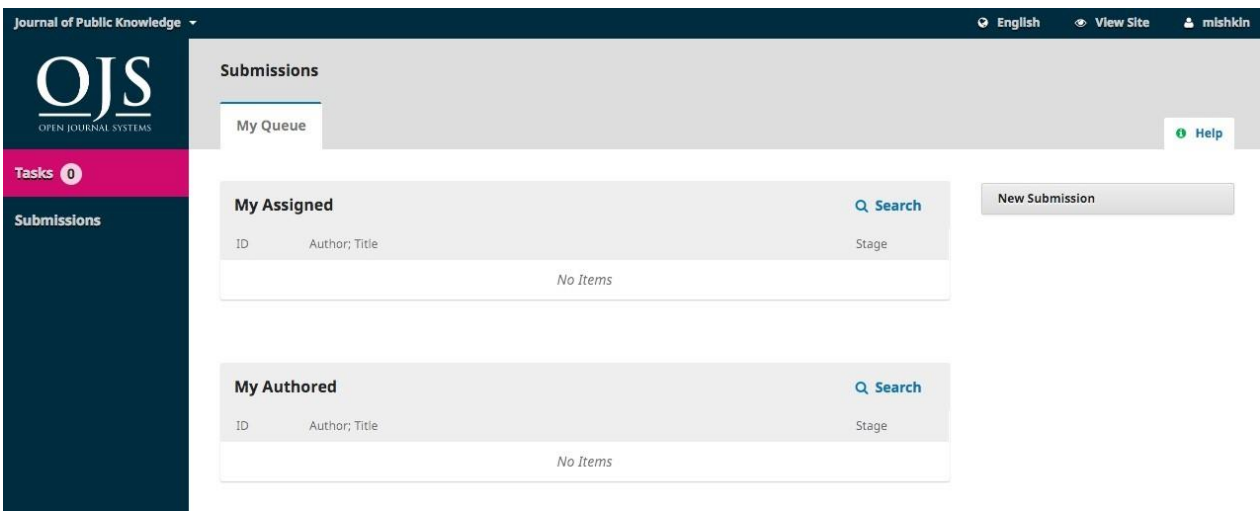 Journal of Public Knowledge
English
View Site
mishkin
OJS
OPEN JOURNAL SYSTEMS
Tasks 0
Submissions
Submissions
My Queue
Help
My Assigned
Search
ID Author; Title Stage
No Items
My Authored
Search
ID Author; Title Stage
No Items
New Submission